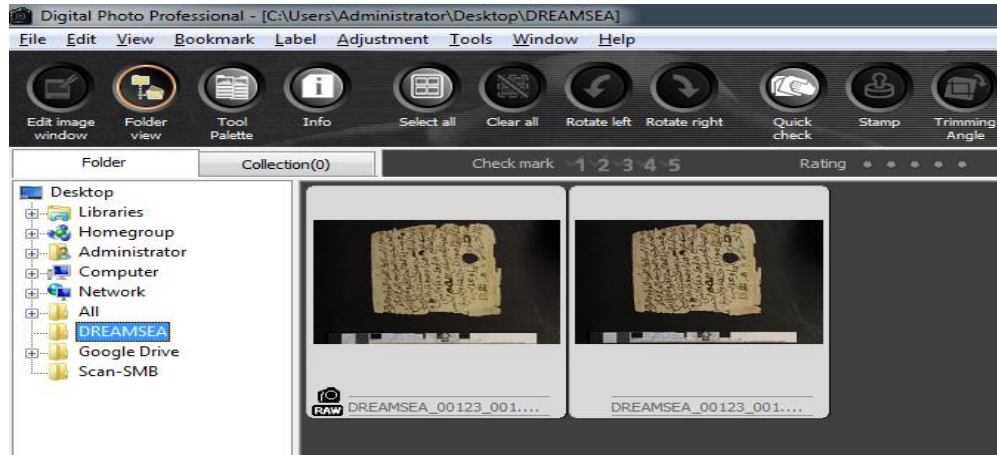 Digital Photo Professional - [C:\Users\Administrator\Desktop\DREAMSEA]
File Edit View Bookmark Label Adjustment Tools Window Help
Edit image window
Folder view
Tool Palette
Info
Select all
Clear all
Rotate left
Rotate right
Quick check
Stamp
Trimming Angle
Folder
Collection(0)
Check mark 1 2 3 4 5
Rating
Desktop
Libraries
Homegroup
Administrator
Computer
Network
All
DREAMSEA
Google Drive
Scan-SMB
RAW DREAMSEA_00123_001....
DREAMSEA_00123_001....